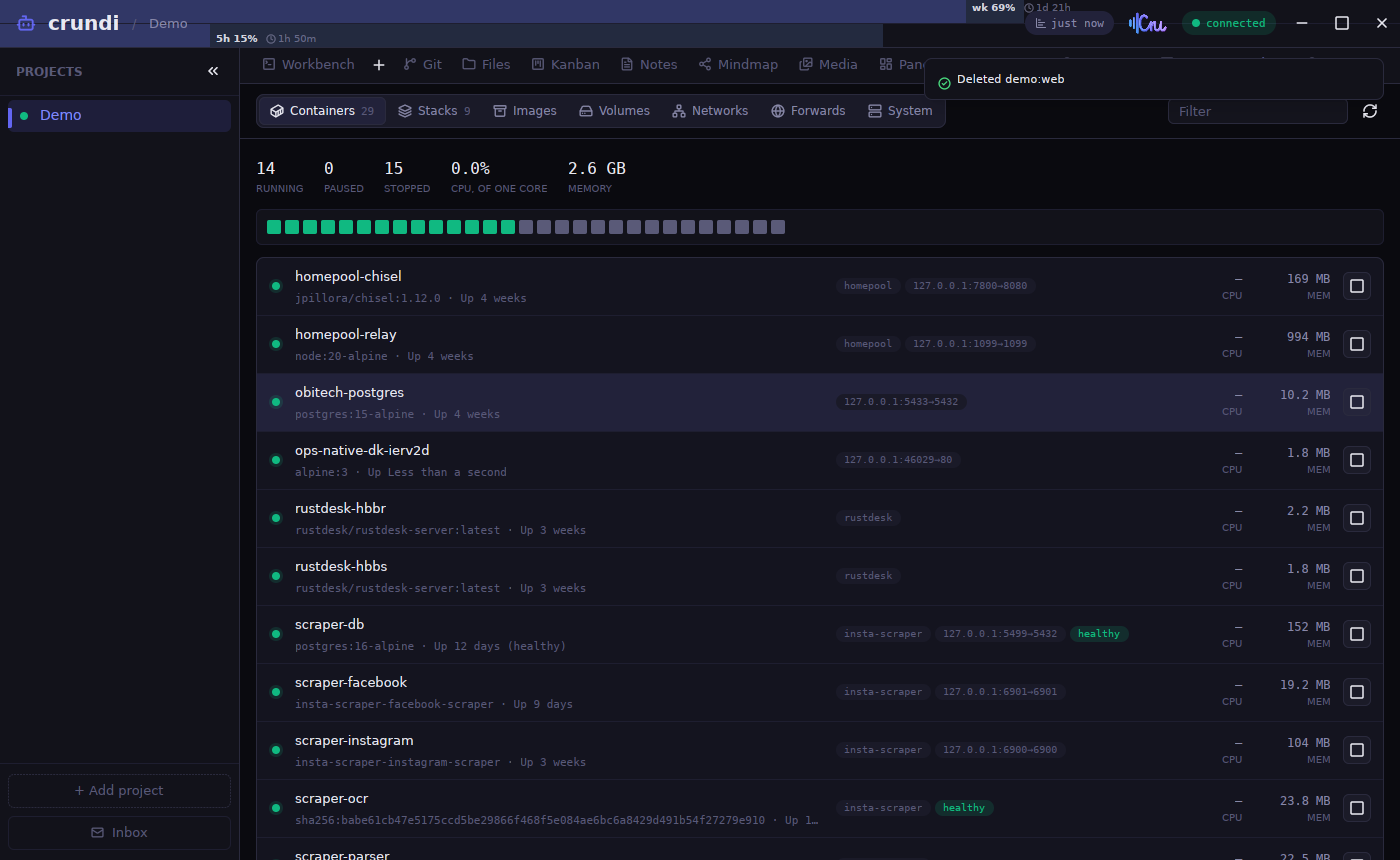 wk 69% 1d 21h
crundi / Demo
just now
Cru
connected
5h 15% 1h 50m
PROJECTS
Workbench + Git Files Kanban Notes Mindmap Media
Deleted demo:web
Demo
Containers 29 Stacks 9 Images Volumes Networks Forwards System
Filter
14 0 15 0.0% 2.6 GB
RUNNING PAUSED STOPPED CPU, OF ONE CORE MEMORY
homepool-chisel
jpillora/chisel:1.12.0 · Up 4 weeks
homepool 127.0.0.1:7800→8080
— 169 MB
CPU MEM
homepool-relay
node:20-alpine · Up 4 weeks
homepool 127.0.0.1:1099→1099
— 994 MB
CPU MEM
obitech-postgres
postgres:15-alpine · Up 4 weeks
127.0.0.1:5433→5432
— 10.2 MB
CPU MEM
ops-native-dk-ierv2d
alpine:3 · Up Less than a second
127.0.0.1:46029→80
— 1.8 MB
CPU MEM
rustdesk-hbbr
rustdesk/rustdesk-server:latest · Up 3 weeks
rustdesk
— 2.2 MB
CPU MEM
rustdesk-hbbs
rustdesk/rustdesk-server:latest · Up 3 weeks
rustdesk
— 1.8 MB
CPU MEM
scraper-db
postgres:16-alpine · Up 12 days (healthy)
insta-scraper 127.0.0.1:5499→5432 healthy
— 152 MB
CPU MEM
scraper-facebook
insta-scraper-facebook-scraper · Up 9 days
insta-scraper 127.0.0.1:6901→6901
— 19.2 MB
CPU MEM
scraper-instagram
insta-scraper-instagram-scraper · Up 3 weeks
insta-scraper 127.0.0.1:6900→6900
— 104 MB
CPU MEM
scraper-ocr
sha256:babe61cb47e5175ccd5be29866f468f5e084ae6bc6a8429d491b54f27279e910 · Up 1…
insta-scraper healthy
— 23.8 MB
CPU MEM
scraper-parser
22.5 MB
+ Add project
Inbox